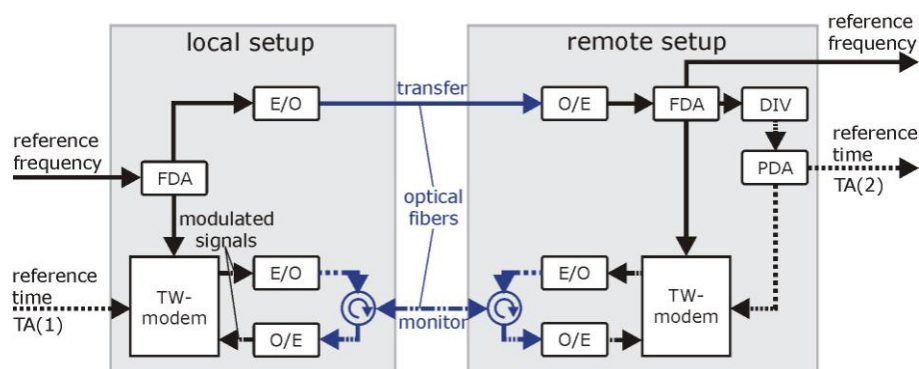 local setup
remote setup
reference
frequency
E/O
transfer
O/E
FDA
DIV
reference
frequency
FDA
optical
fibers
PDA
reference
time
TA(2)
modulated
signals
reference
time
TA(1)
TW-
modem
E/O
O/E
monitor
E/O
O/E
TW-
modem